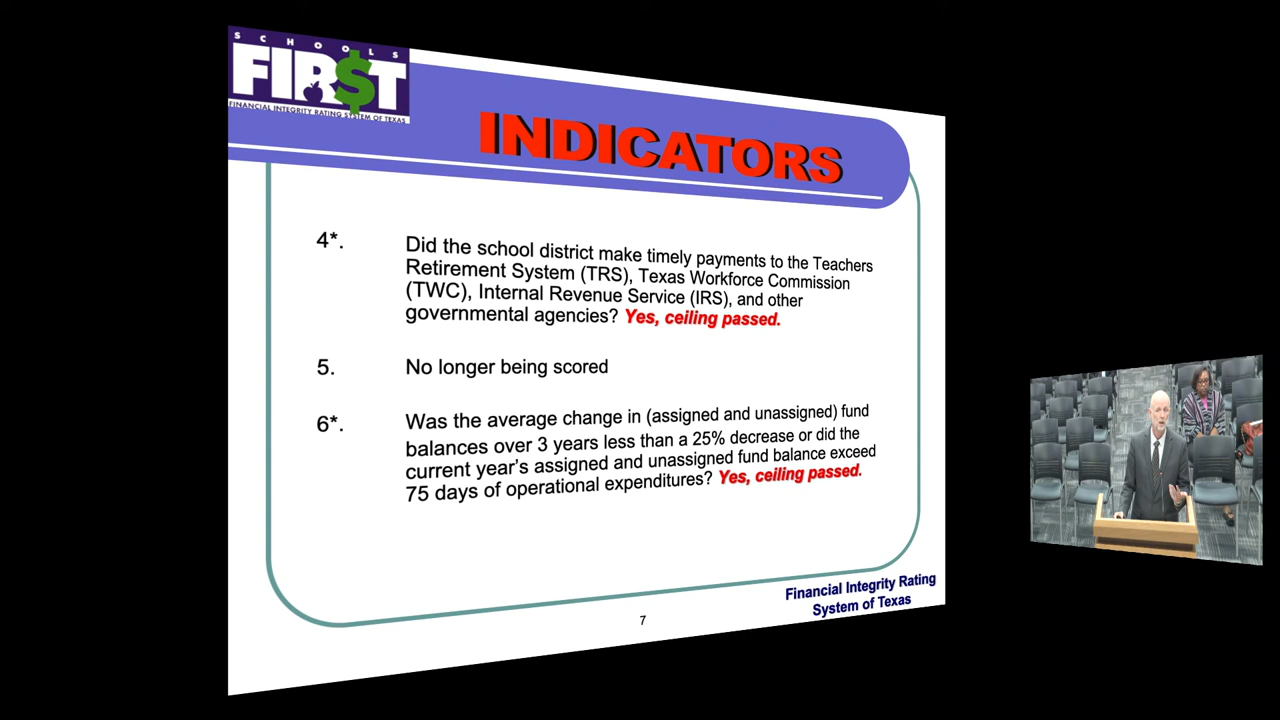 SCHOOLS
FIR$T
FINANCIAL INTEGRITY RATING SYSTEM OF TEXAS
INDICATORS
4*. Did the school district make timely payments to the Teachers
Retirement System (TRS), Texas Workforce Commission
(TWC), Internal Revenue Service (IRS), and other
governmental agencies? Yes, ceiling passed.
5. No longer being scored
6*. Was the average change in (assigned and unassigned) fund
balances over 3 years less than a 25% decrease or did the
current year's assigned and unassigned fund balance exceed
75 days of operational expenditures? Yes, ceiling passed.
Financial Integrity Rating
System of Texas
7